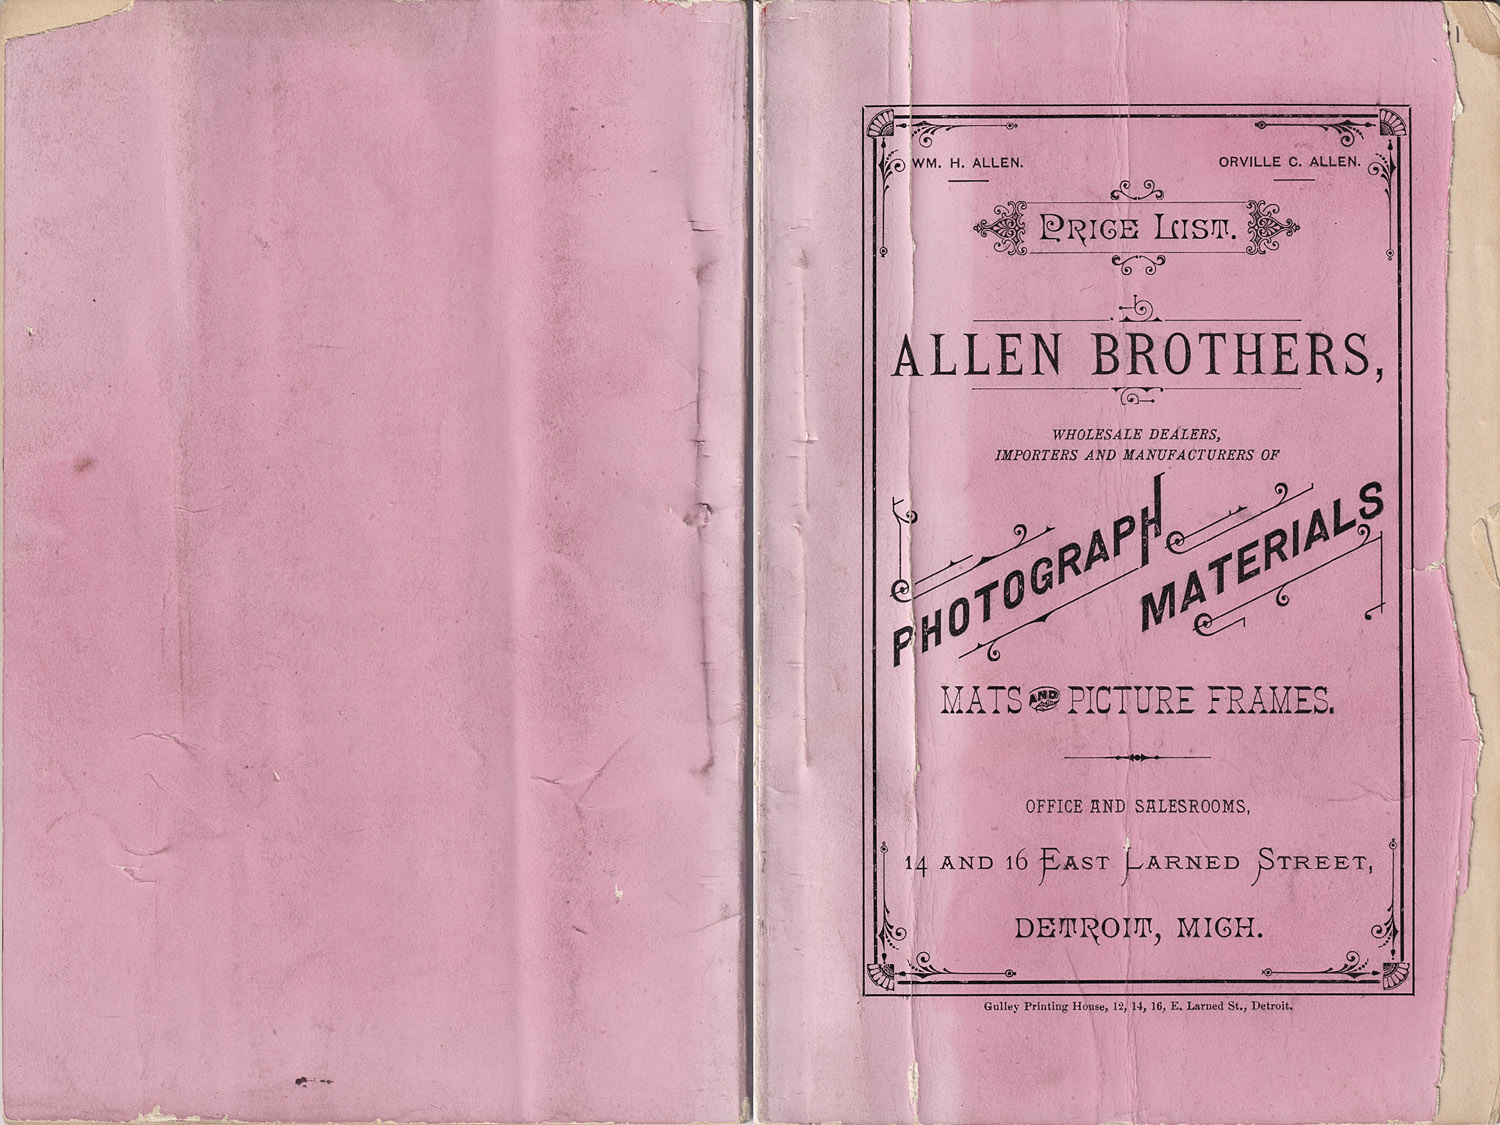 WM. H. ALLEN. ORVILLE C. ALLEN.
PRICE LIST.
ALLEN BROTHERS,
WHOLESALE DEALERS,
IMPORTERS AND MANUFACTURERS OF
PHOTOGRAPH MATERIALS
MATS AND PICTURE FRAMES.
OFFICE AND SALESROOMS,
14 AND 16 EAST LARNED STREET,
DETROIT, MICH.
Gulley Printing House, 12, 14, 16, E. Larned St., Detroit.